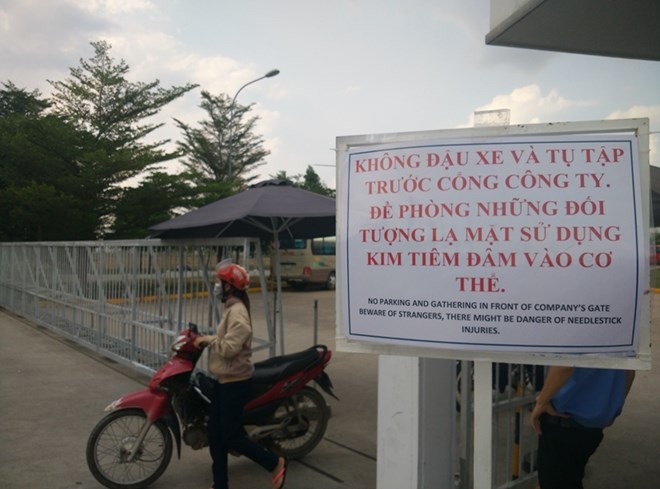 KHÔNG ĐẬU XE VÀ TỤ TẬP
TRƯỚC CỔNG CÔNG TY.
ĐỀ PHÒNG NHỮNG ĐỐI
TƯỢNG LẠ MẶT SỬ DỤNG
KIM TIÊM ĐÂM VÀO CƠ
THỂ.
NO PARKING AND GATHERING IN FRONT OF COMPANY'S GATE
BEWARE OF STRANGERS, THERE MIGHT BE DANGER OF NEEDLESTICK
INJURIES.